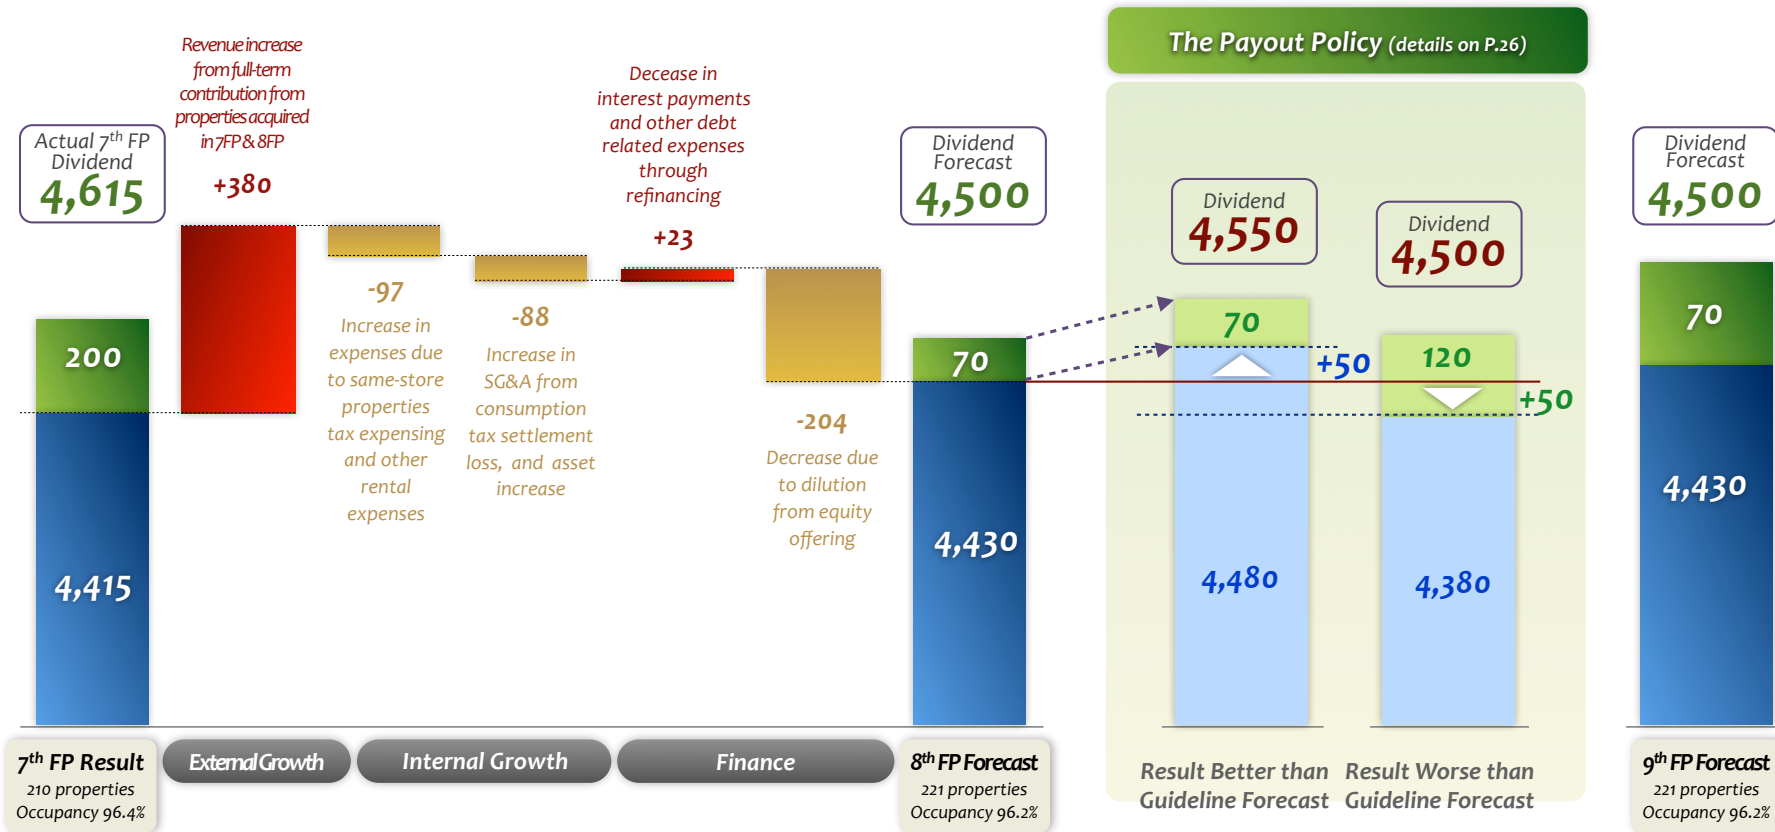 The Payout Policy (details on P.26)
Actual 7th FP
Dividend
4,615
200
4,415
7th FP Result
210 properties
Occupancy 96.4%
Revenue increase
from full-term
contribution from
properties acquired
in 7FP & 8FP
+380
External Growth
-97
Increase in
expenses due
to same-store
properties
tax expensing
and other
rental
expenses
-88
Increase in
SG&A from
consumption
tax settlement
loss, and asset
increase
Internal Growth
Decease in
interest payments
and other debt
related expenses
through
refinancing
+23
-204
Decrease due
to dilution
from equity
offering
Finance
Dividend
Forecast
4,500
70
4,430
8th FP Forecast
221 properties
Occupancy 96.2%
Dividend
4,550
70
+50
4,480
Result Better than
Guideline Forecast
Dividend
4,500
120
+50
4,380
Result Worse than
Guideline Forecast
Dividend
Forecast
4,500
70
4,430
9th FP Forecast
221 properties
Occupancy 96.2%